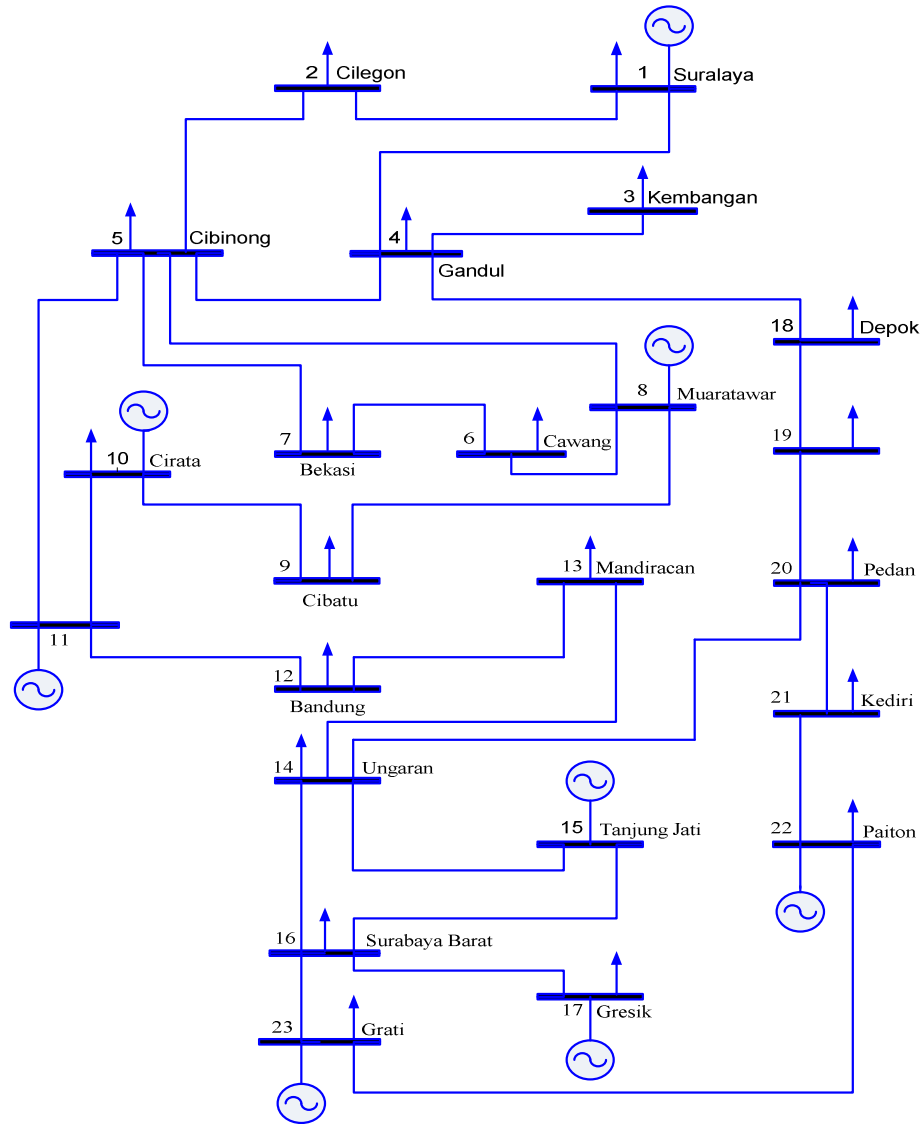 2 Cilegon
1 Suralaya
3 Kembangan
5 Cibinong
4
Gandul
18 Depok
8 Muaratawar
7
Bekasi
6 Cawang
19
10 Cirata
9
Cibatu
13 Mandiracan
20 Pedan
11
12
Bandung
21 Kediri
14 Ungaran
15 Tanjung Jati
22 Paiton
16 Surabaya Barat
17 Gresik
23 Grati